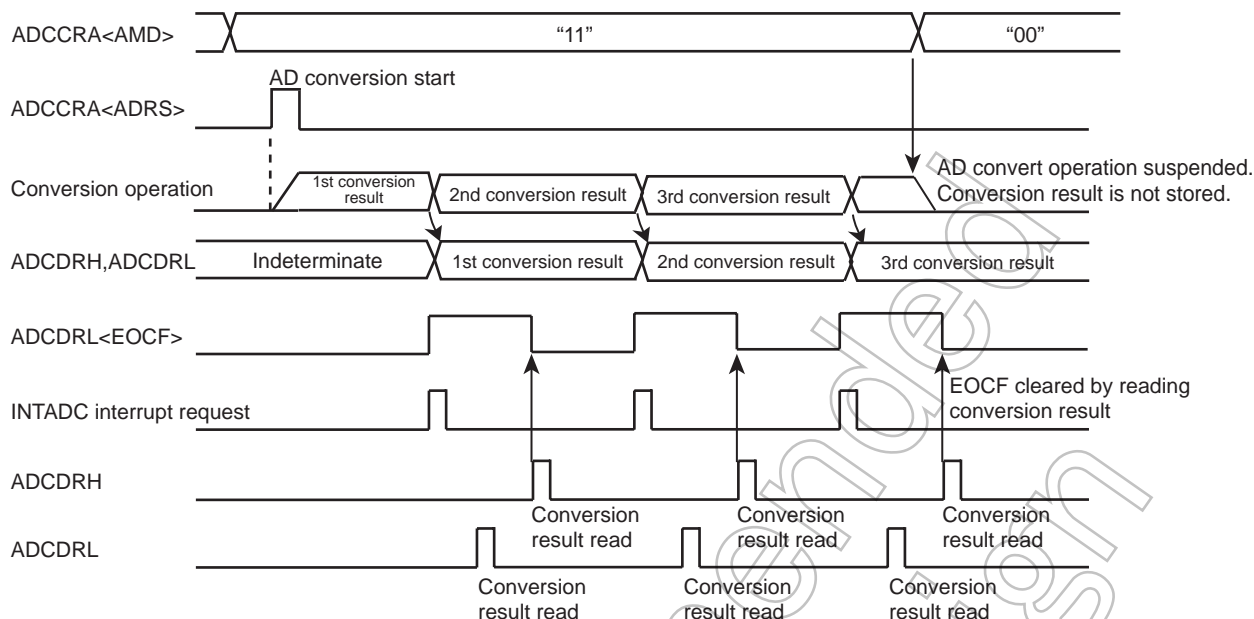 ADCCRA<AMD>
“11”
“00”
AD conversion start
ADCCRA<ADRS>
AD convert operation suspended.
Conversion result is not stored.
Conversion operation
1st conversion
result
2nd conversion result
3rd conversion result
ADCDRH,ADCDRL
Indeterminate
1st conversion result
2nd conversion result
3rd conversion result
ADCDRL<EOCF>
EOCF cleared by reading
conversion result
INTADC interrupt request
ADCDRH
Conversion
result read
Conversion
result read
Conversion
result read
ADCDRL
Conversion
result read
Conversion
result read
Conversion
result read